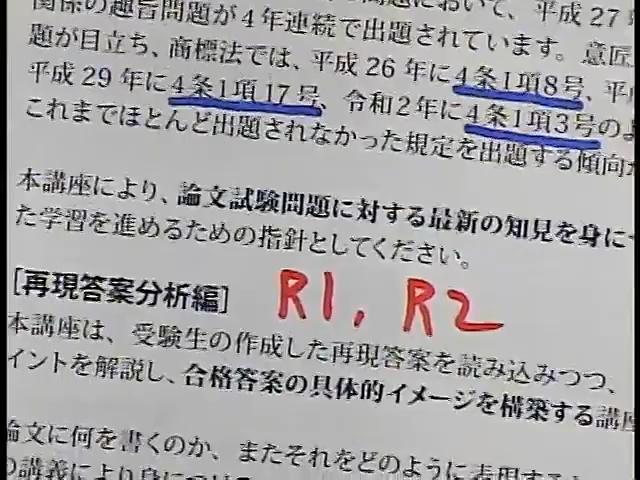 関係の趣旨問題が4年連続で出題されています。意匠
題が目立ち、商標法では、平成26年に4条1項8号、平
平成29年に4条1項17号、令和2年に4条1項3号のよ
これまでほとんど出題されなかった規定を出題する傾向が
本講座により、論文試験問題に対する最新の知見を身につ
た学習を進めるための指針としてください。
[再現答案分析編] R1, R2
本講座は、受験生の作成した再現答案を読み込みつつ、
イントを解説し、合格答案の具体的イメージを構築する講座
論文に何を書くのか、またそれをどのように表現する